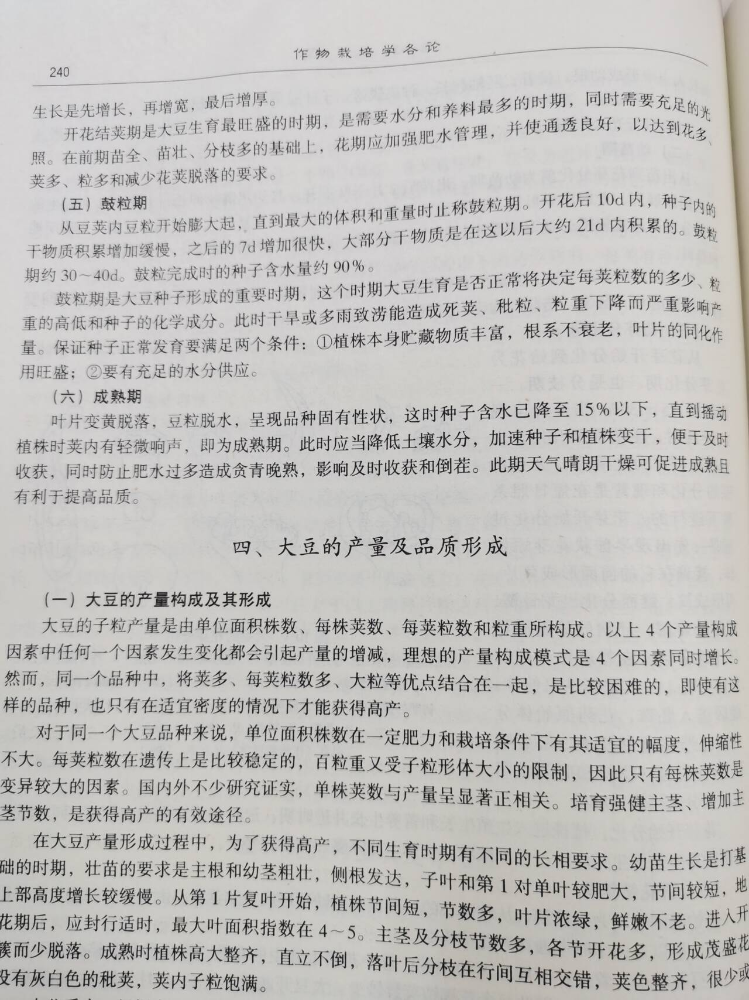 作物栽培学各论
240
生长是先增长，再增宽，最后增厚。
开花结荚期是大豆生育最旺盛的时期，是需要水分和养料最多的时期，同时需要充足的光
照。在前期苗全、苗壮、分枝多的基础上，花期应加强肥水管理，并使通透良好，以达到花多、
荚多、粒多和减少花荚脱落的要求。
（五）鼓粒期
从豆荚内豆粒开始膨大起，直到最大的体积和重量时止称鼓粒期。开花后 10d 内，种子内的
干物质积累增加缓慢，之后的 7d 增加很快，大部分干物质是在这以后大约 21d 内积累的。鼓粒
期约 30～40d。鼓粒完成时的种子含水量约 90%。
鼓粒期是大豆种子形成的重要时期，这个时期大豆生育是否正常将决定每荚粒数的多少、粒
重的高低和种子的化学成分。此时干旱或多雨致涝能造成死荚、秕粒、粒重下降而严重影响产
量。保证种子正常发育要满足两个条件：①植株本身贮藏物质丰富，根系不衰老，叶片的同化作
用旺盛；②要有充足的水分供应。
（六）成熟期
叶片变黄脱落，豆粒脱水，呈现品种固有性状，这时种子含水已降至 15%以下，直到摇动
植株时荚内有轻微响声，即为成熟期。此时应当降低土壤水分，加速种子和植株变干，便于及时
收获，同时防止肥水过多造成贪青晚熟，影响及时收获和倒茬。此期天气晴朗干燥可促进成熟且
有利于提高品质。
四、大豆的产量及品质形成
（一）大豆的产量构成及其形成
大豆的子粒产量是由单位面积株数、每株荚数、每荚粒数和粒重所构成。以上 4 个产量构成
因素中任何一个因素发生变化都会引起产量的增减，理想的产量构成模式是 4 个因素同时增长。
然而，同一个品种中，将荚多、每荚粒数多、大粒等优点结合在一起，是比较困难的，即使有这
样的品种，也只有在适宜密度的情况下才能获得高产。
对于同一个大豆品种来说，单位面积株数在一定肥力和栽培条件下有其适宜的幅度，伸缩性
不大。每荚粒数在遗传上是比较稳定的，百粒重又受子粒形体大小的限制，因此只有每株荚数是
变异较大的因素。国内外不少研究证实，单株荚数与产量呈显著正相关。培育强健主茎、增加主
茎节数，是获得高产的有效途径。
在大豆产量形成过程中，为了获得高产，不同生育时期有不同的长相要求。幼苗生长是打基
础的时期，壮苗的要求是主根和幼茎粗壮，侧根发达，子叶和第 1 对单叶较肥大，节间较短，地
上部高度增长较缓慢。从第 1 片复叶开始，植株节间短，节数多，叶片浓绿，鲜嫩不老。进入开
花期后，应封行适时，最大叶面积指数在 4～5。主茎及分枝节数多，各节开花多，形成茂盛花
簇而少脱落。成熟时植株高大整齐，直立不倒，落叶后分枝在行间互相交错，荚色整齐，很少或
没有灰白色的秕荚，荚内子粒饱满。